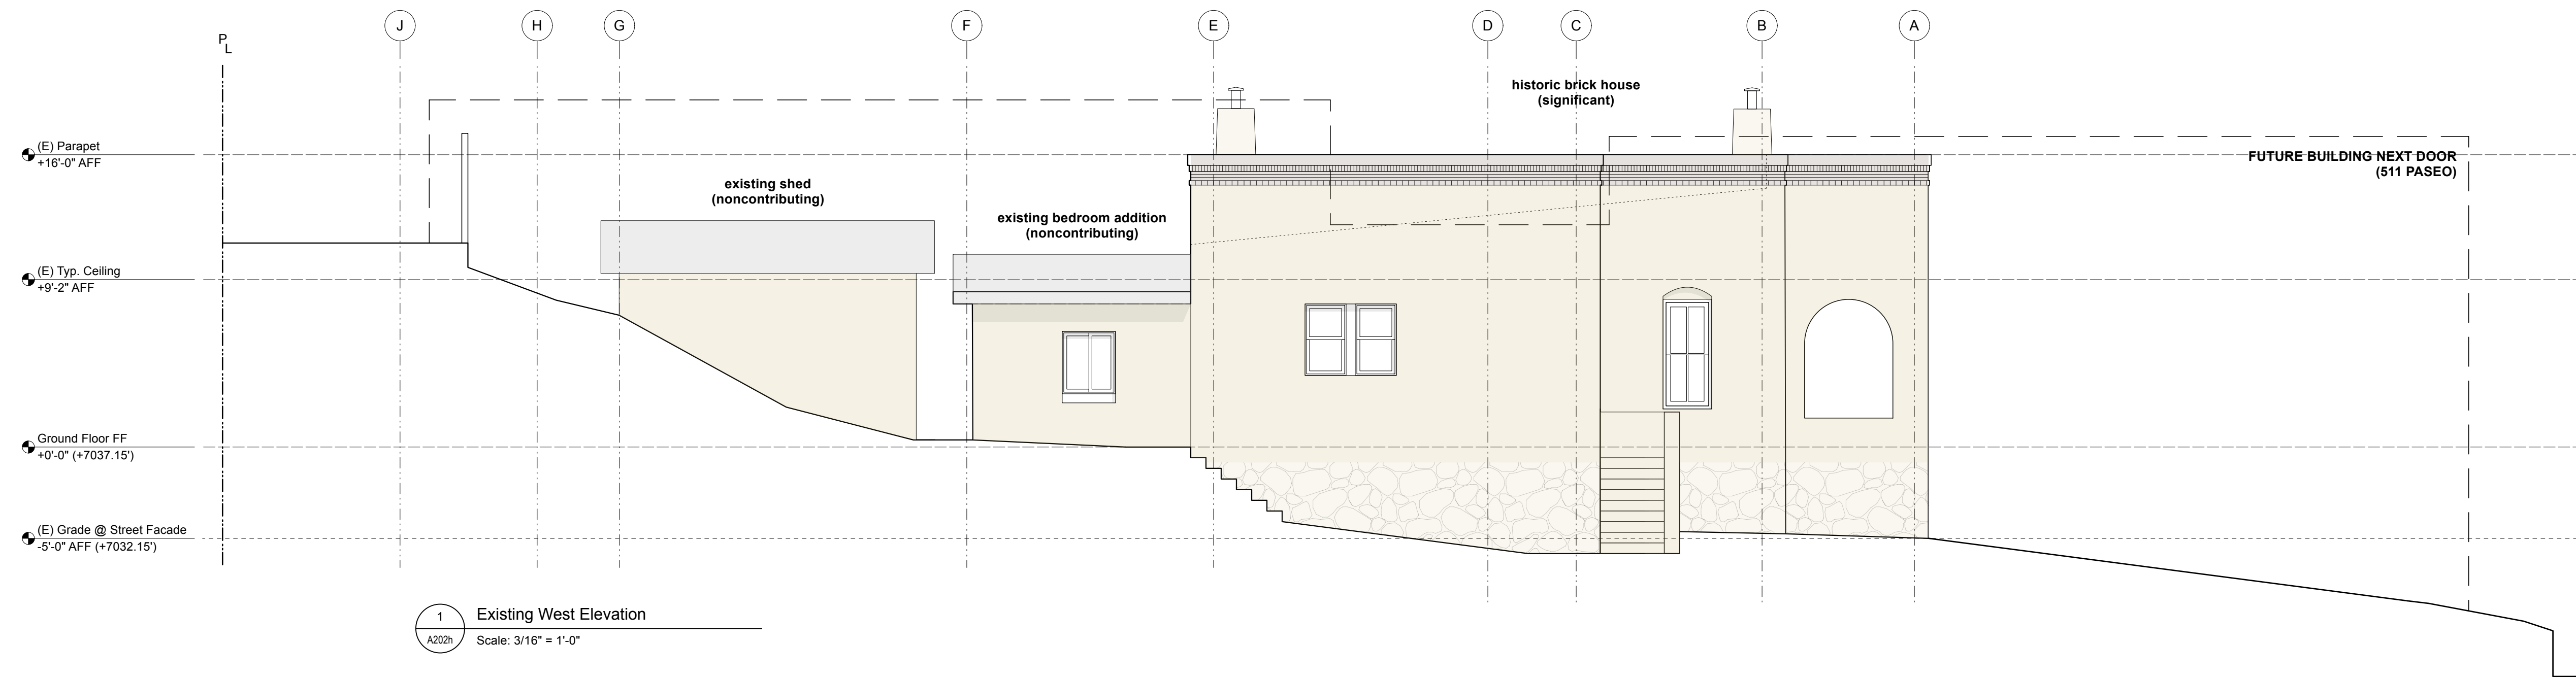 P
L
J
H
G
F
E
D
C
B
A
historic brick house
(significant)
(E) Parapet
+16'-0" AFF
FUTURE BUILDING NEXT DOOR
(511 PASEO)
existing shed
(noncontributing)
existing bedroom addition
(noncontributing)
(E) Typ. Ceiling
+9'-2" AFF
Ground Floor FF
+0'-0" (+7037.15')
(E) Grade @ Street Facade
-5'-0" AFF (+7032.15')
1
A202h
Existing West Elevation
Scale: 3/16" = 1'-0"